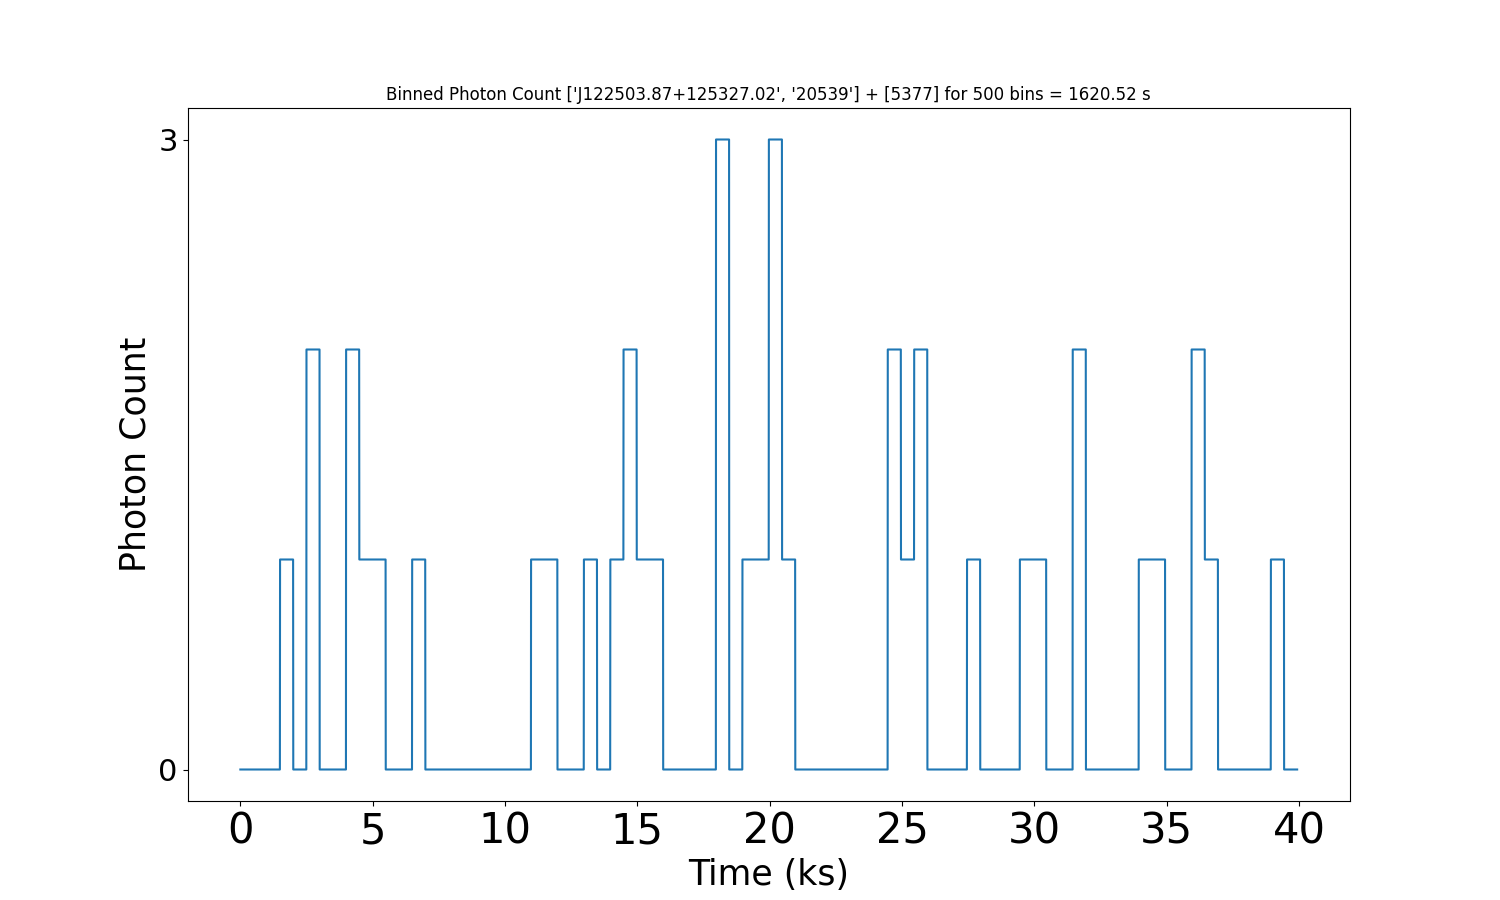 Binned Photon Count ['J122503.87+125327.02', '20539'] + [5377] for 500 bins = 1620.52 s
3
Photon Count
0
0 5 10 15 20 25 30 35 40
Time (ks)